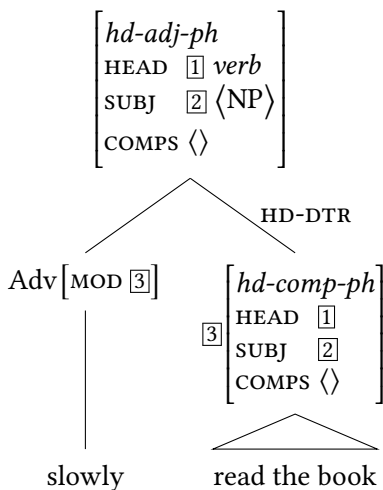 hd-adj-ph
HEAD 1 verb
SUBJ 2 ⟨NP⟩
COMPS ⟨⟩
HD-DTR
Adv[MOD 3]
3
hd-comp-ph
HEAD 1
SUBJ 2
COMPS ⟨⟩
slowly
read the book